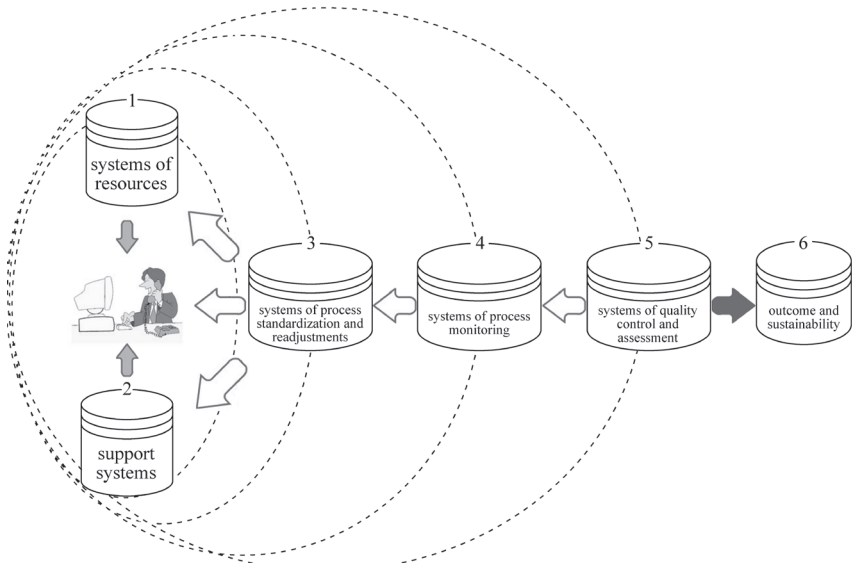 1
systems of
resources
2
support
systems
3
systems of process
standardization and
readjustments
4
systems of process
monitoring
5
systems of quality
control and
assessment
6
outcome and
sustainability